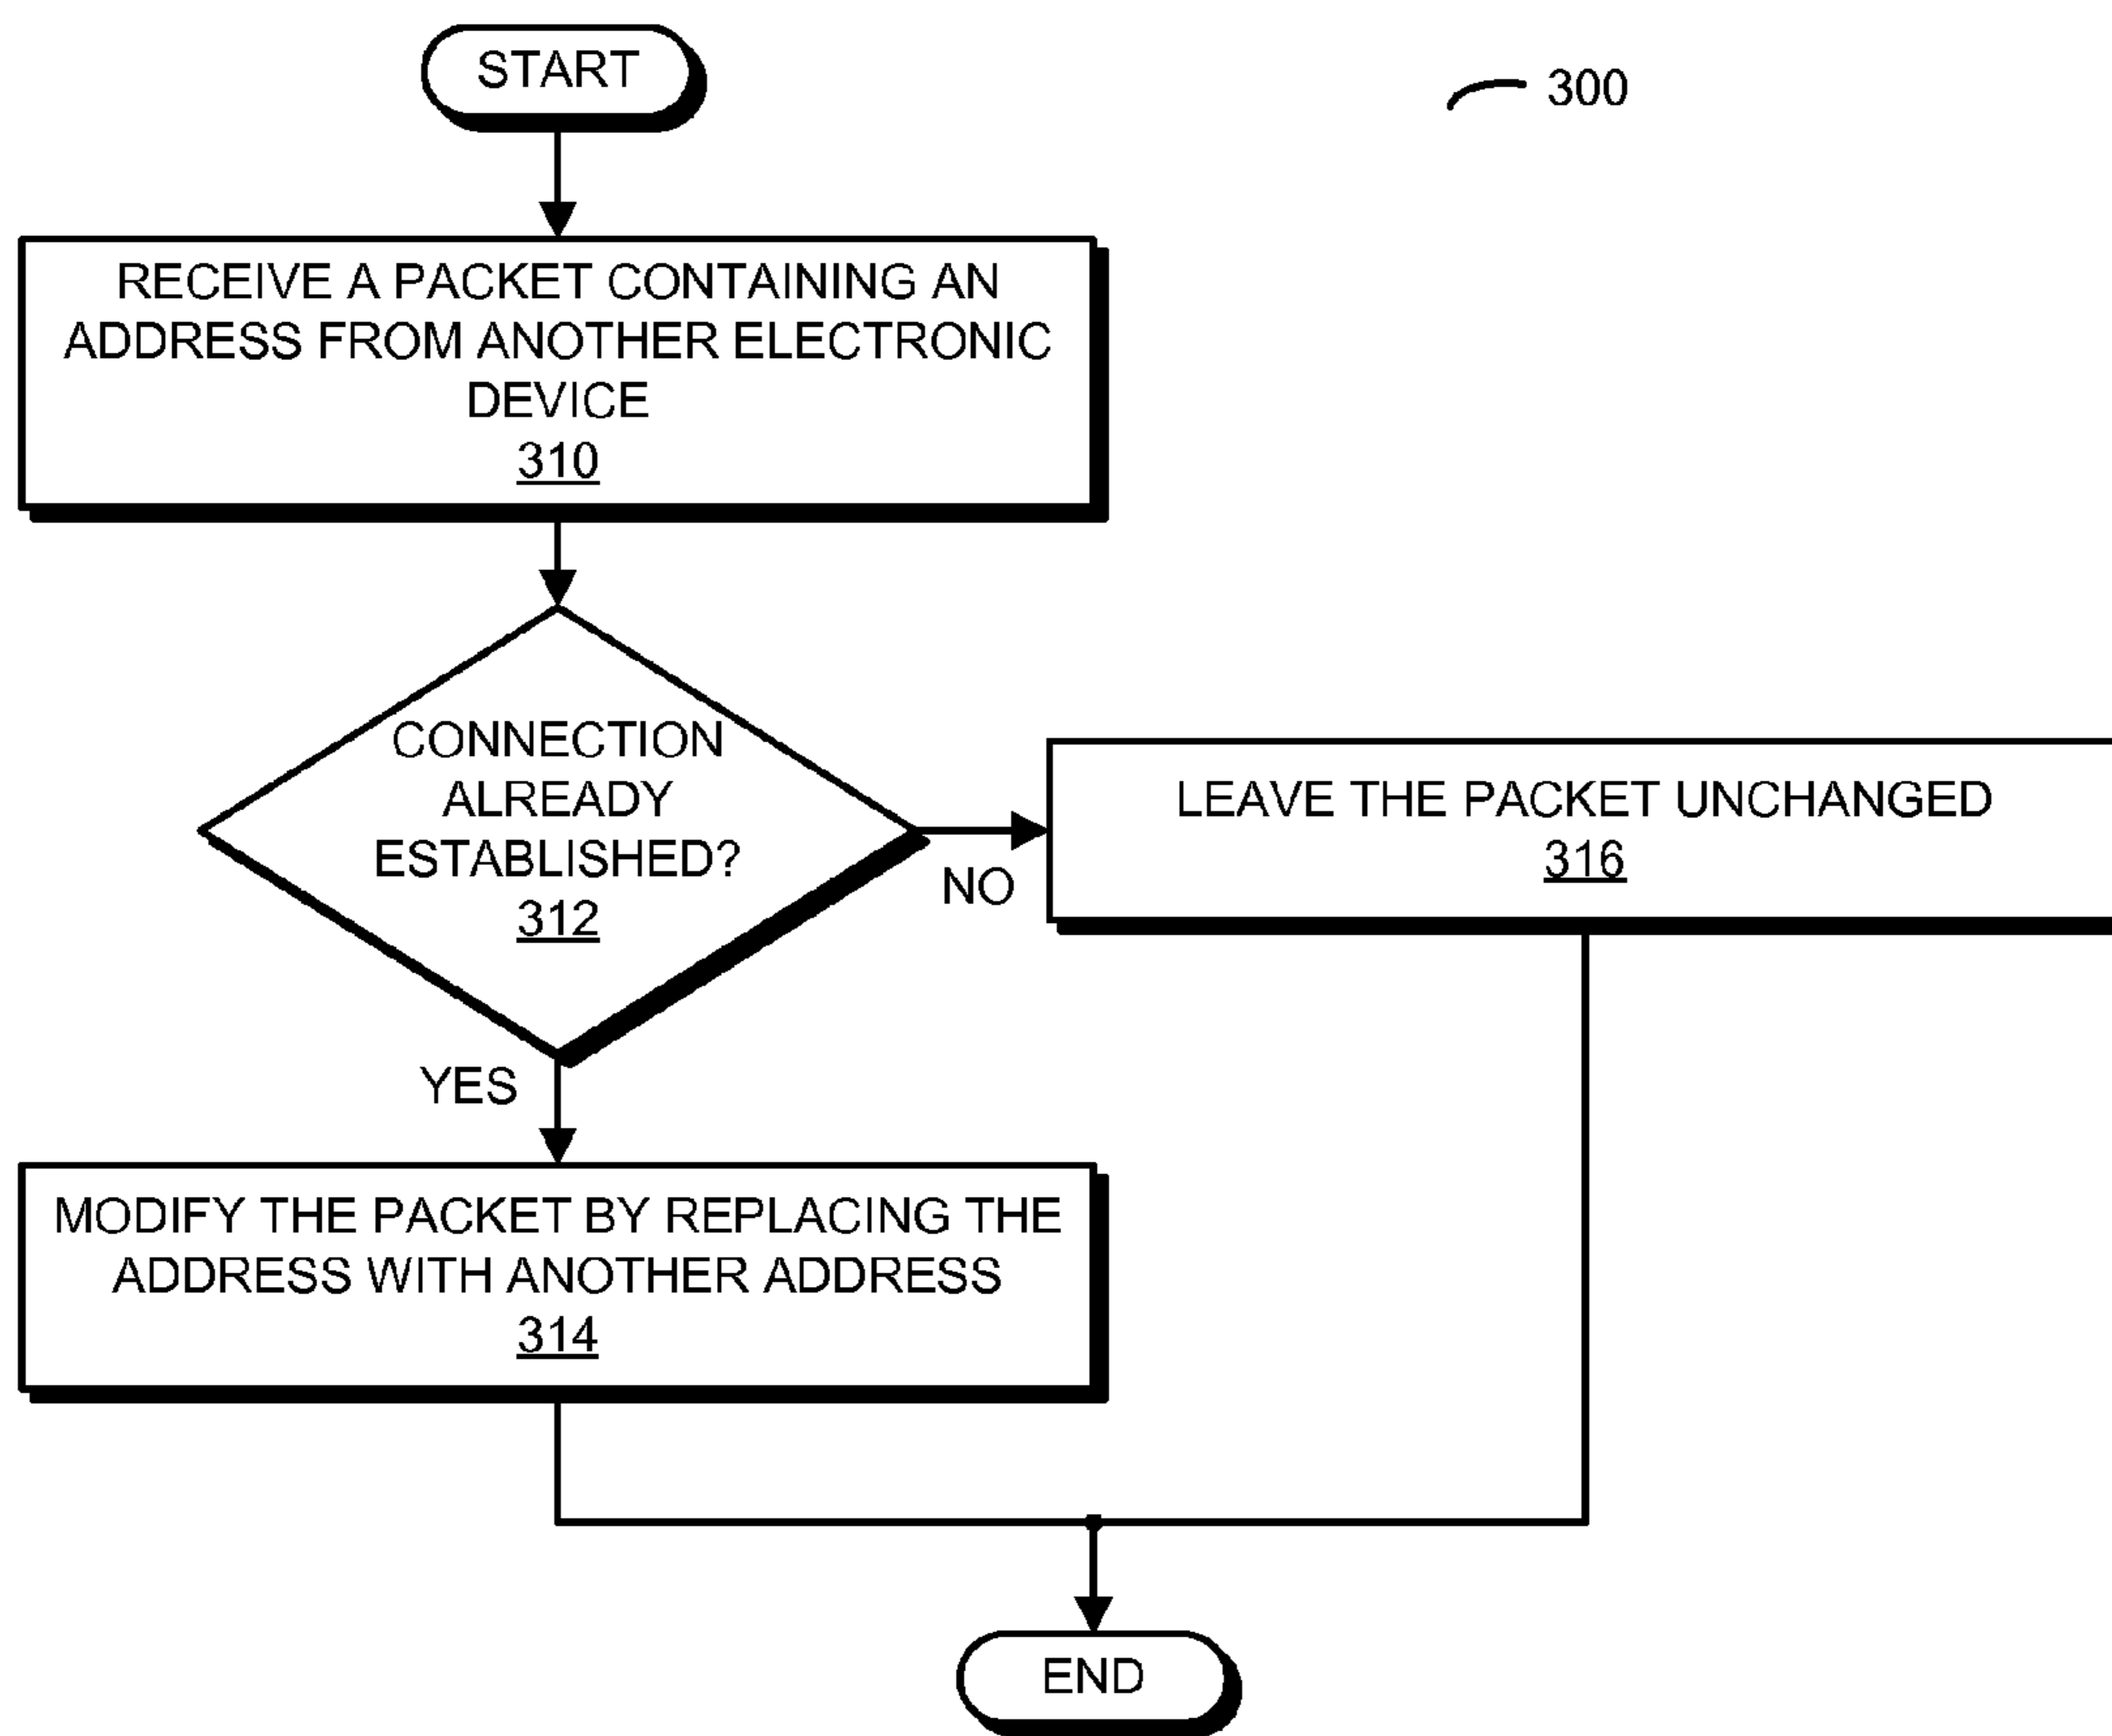 START
300
RECEIVE A PACKET CONTAINING AN
ADDRESS FROM ANOTHER ELECTRONIC
DEVICE
310
CONNECTION
ALREADY
ESTABLISHED?
312
NO
LEAVE THE PACKET UNCHANGED
316
YES
MODIFY THE PACKET BY REPLACING THE
ADDRESS WITH ANOTHER ADDRESS
314
END